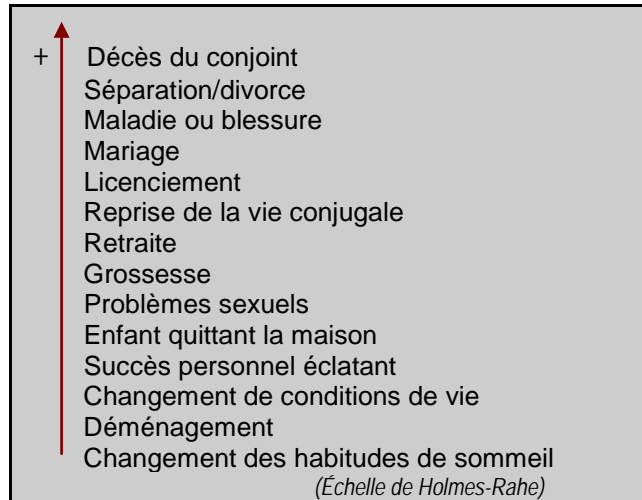 + Décès du conjoint
Séparation/divorce
Maladie ou blessure
Mariage
Licenciement
Reprise de la vie conjugale
Retraite
Grossesse
Problèmes sexuels
Enfant quittant la maison
Succès personnel éclatant
Changement de conditions de vie
Déménagement
Changement des habitudes de sommeil
(Échelle de Holmes-Rahe)